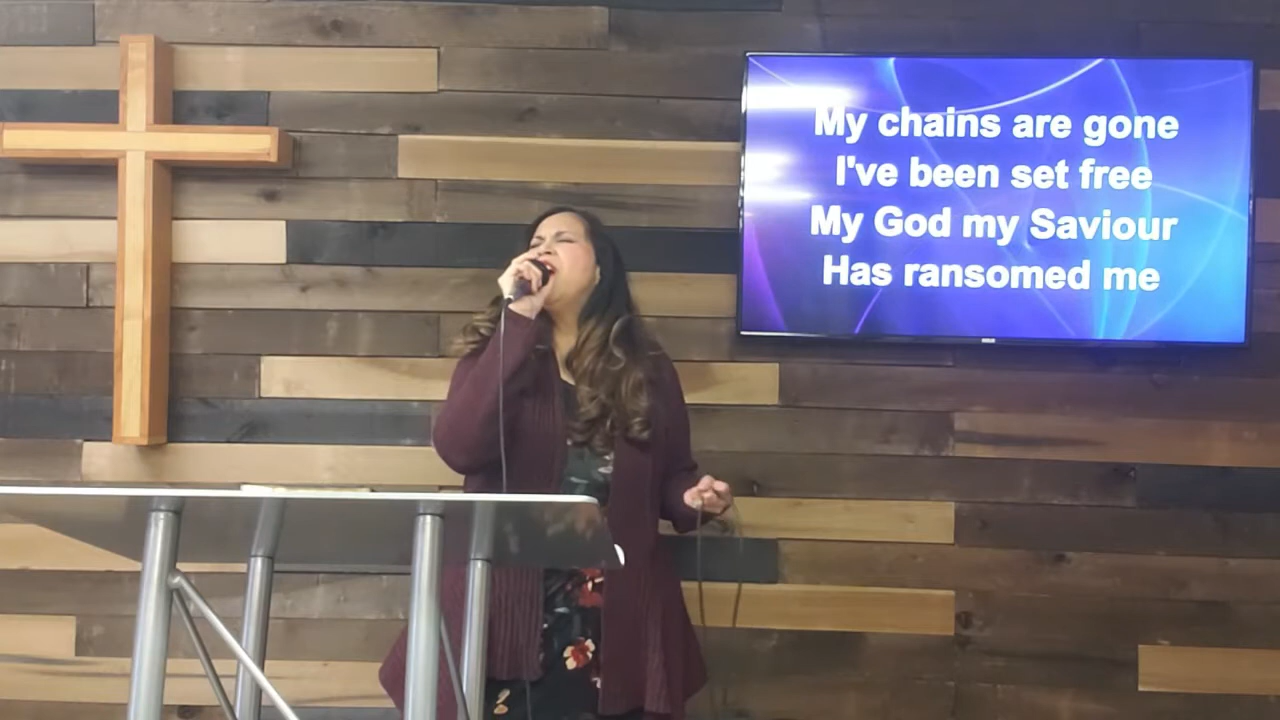 My chains are gone
I've been set free
My God my Saviour
Has ransomed me